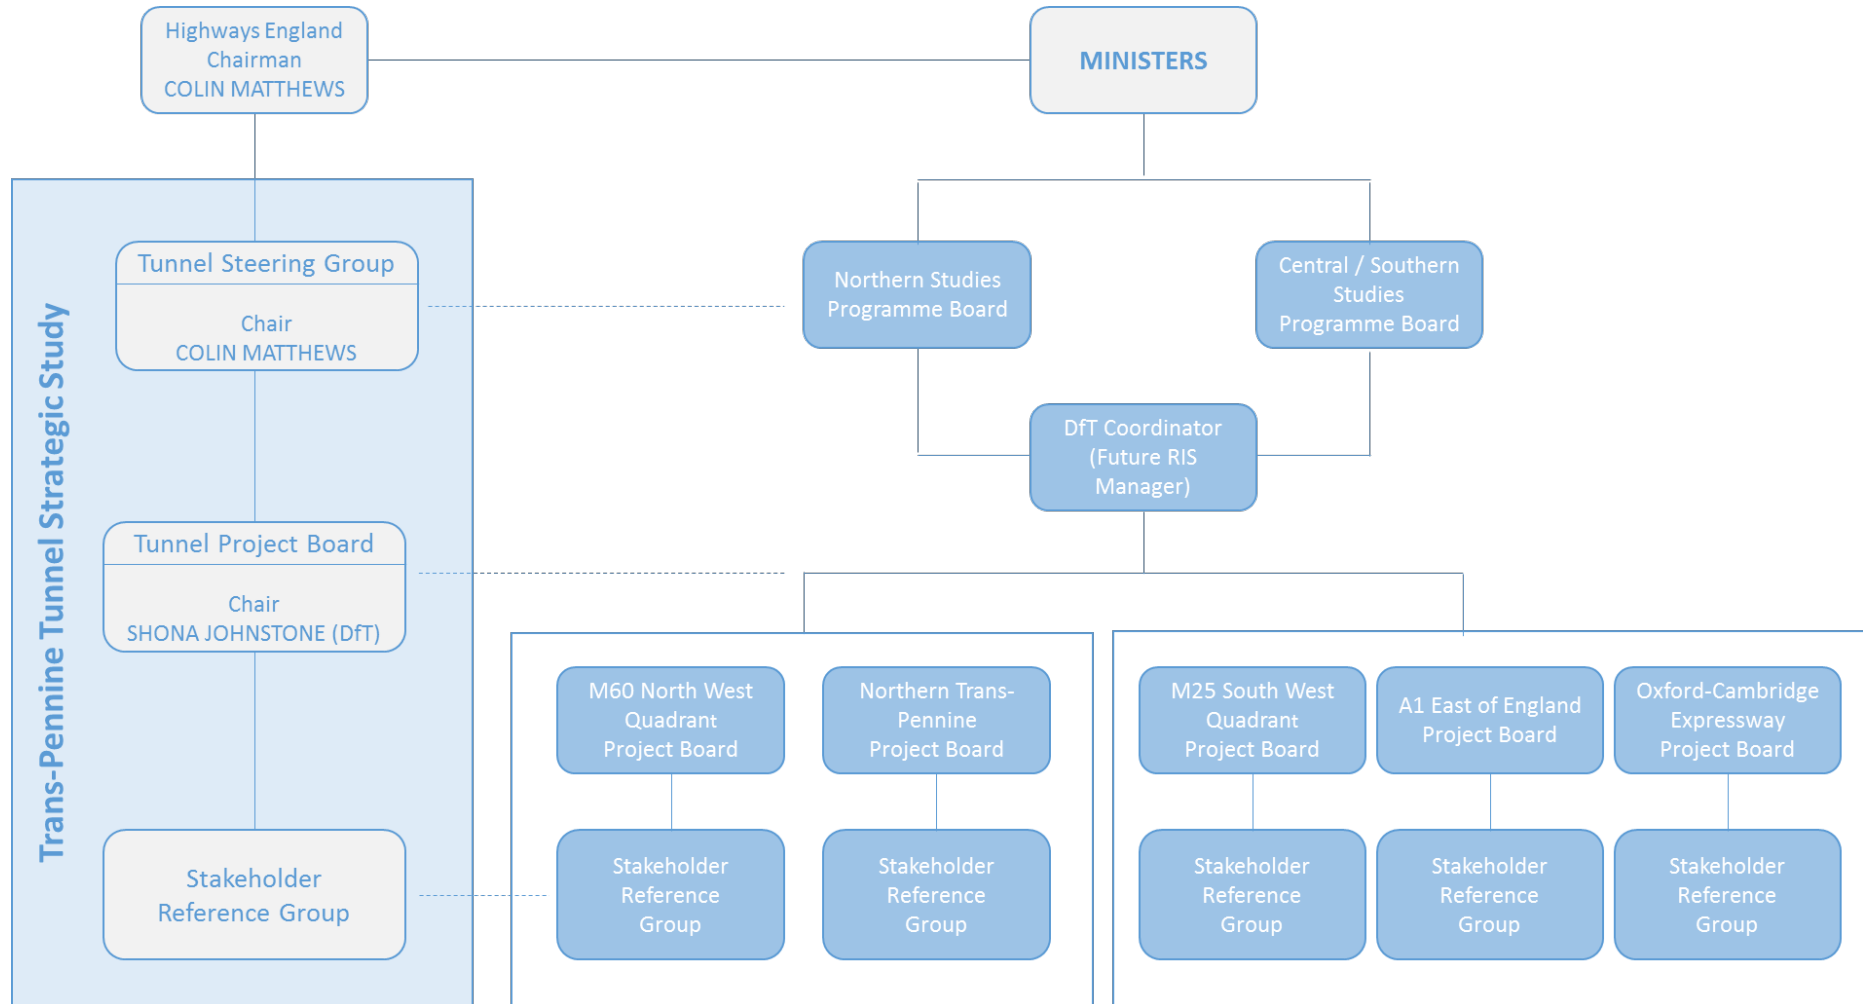 Highways England
Chairman
COLIN MATTHEWS
MINISTERS
Trans-Pennine Tunnel Strategic Study
Tunnel Steering Group
Chair
COLIN MATTHEWS
Northern Studies
Programme Board
Central / Southern
Studies
Programme Board
DfT Coordinator
(Future RIS
Manager)
Tunnel Project Board
Chair
SHONA JOHNSTONE (DfT)
M60 North West
Quadrant
Project Board
Northern Trans-
Pennine
Project Board
M25 South West
Quadrant
Project Board
A1 East of England
Project Board
Oxford-Cambridge
Expressway
Project Board
Stakeholder
Reference Group
Stakeholder
Reference
Group
Stakeholder
Reference
Group
Stakeholder
Reference
Group
Stakeholder
Reference
Group
Stakeholder
Reference
Group